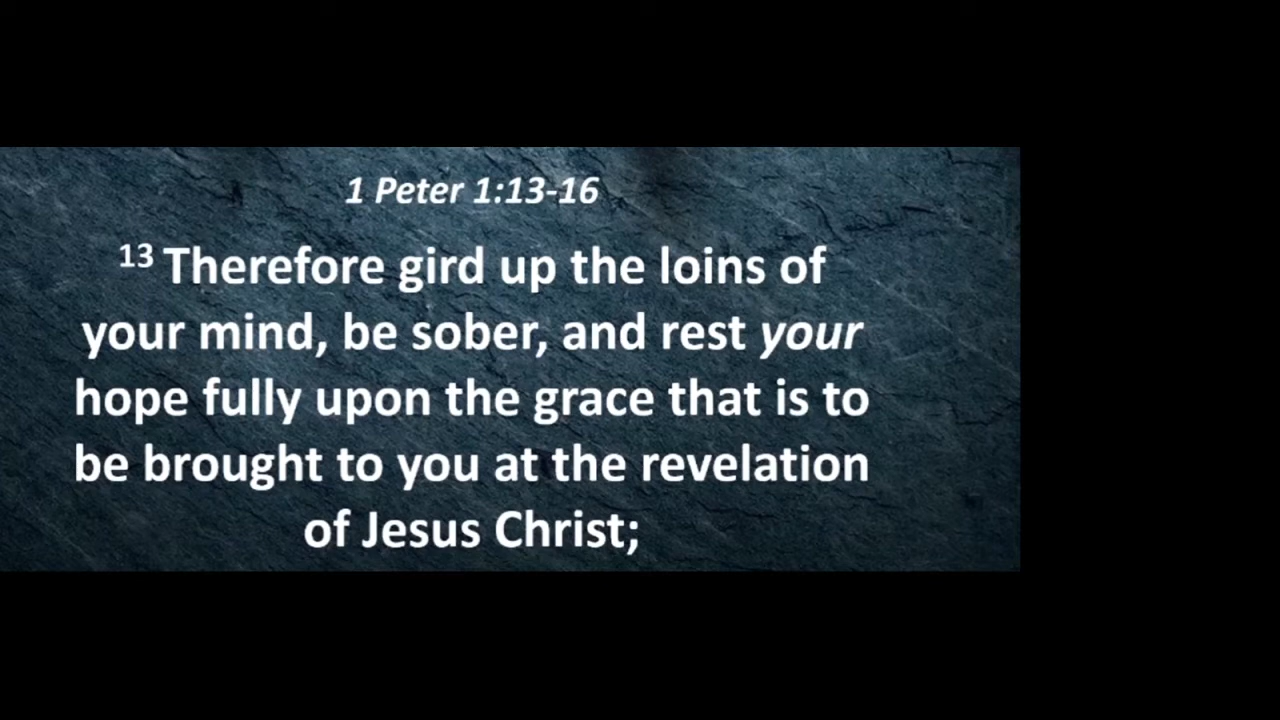 1 Peter 1:13-16
13 Therefore gird up the loins of
your mind, be sober, and rest your
hope fully upon the grace that is to
be brought to you at the revelation
of Jesus Christ;